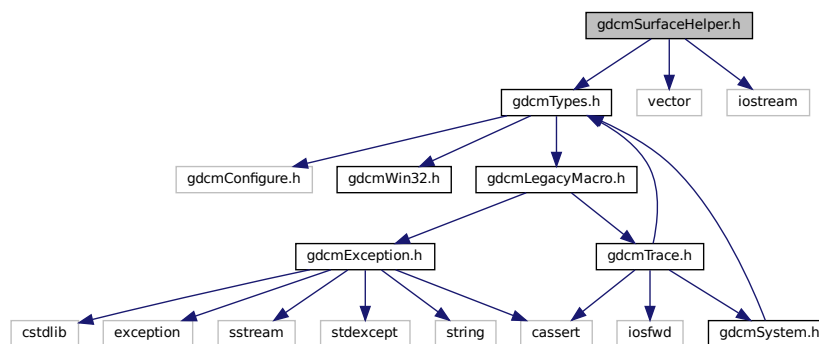 gdcmSurfaceHelper.h
gdcmTypes.h
vector
iostream
gdcmConfigure.h
gdcmWin32.h
gdcmLegacyMacro.h
gdcmException.h
gdcmTrace.h
cstdlib
exception
sstream
stdexcept
string
cassert
iosfwd
gdcmSystem.h